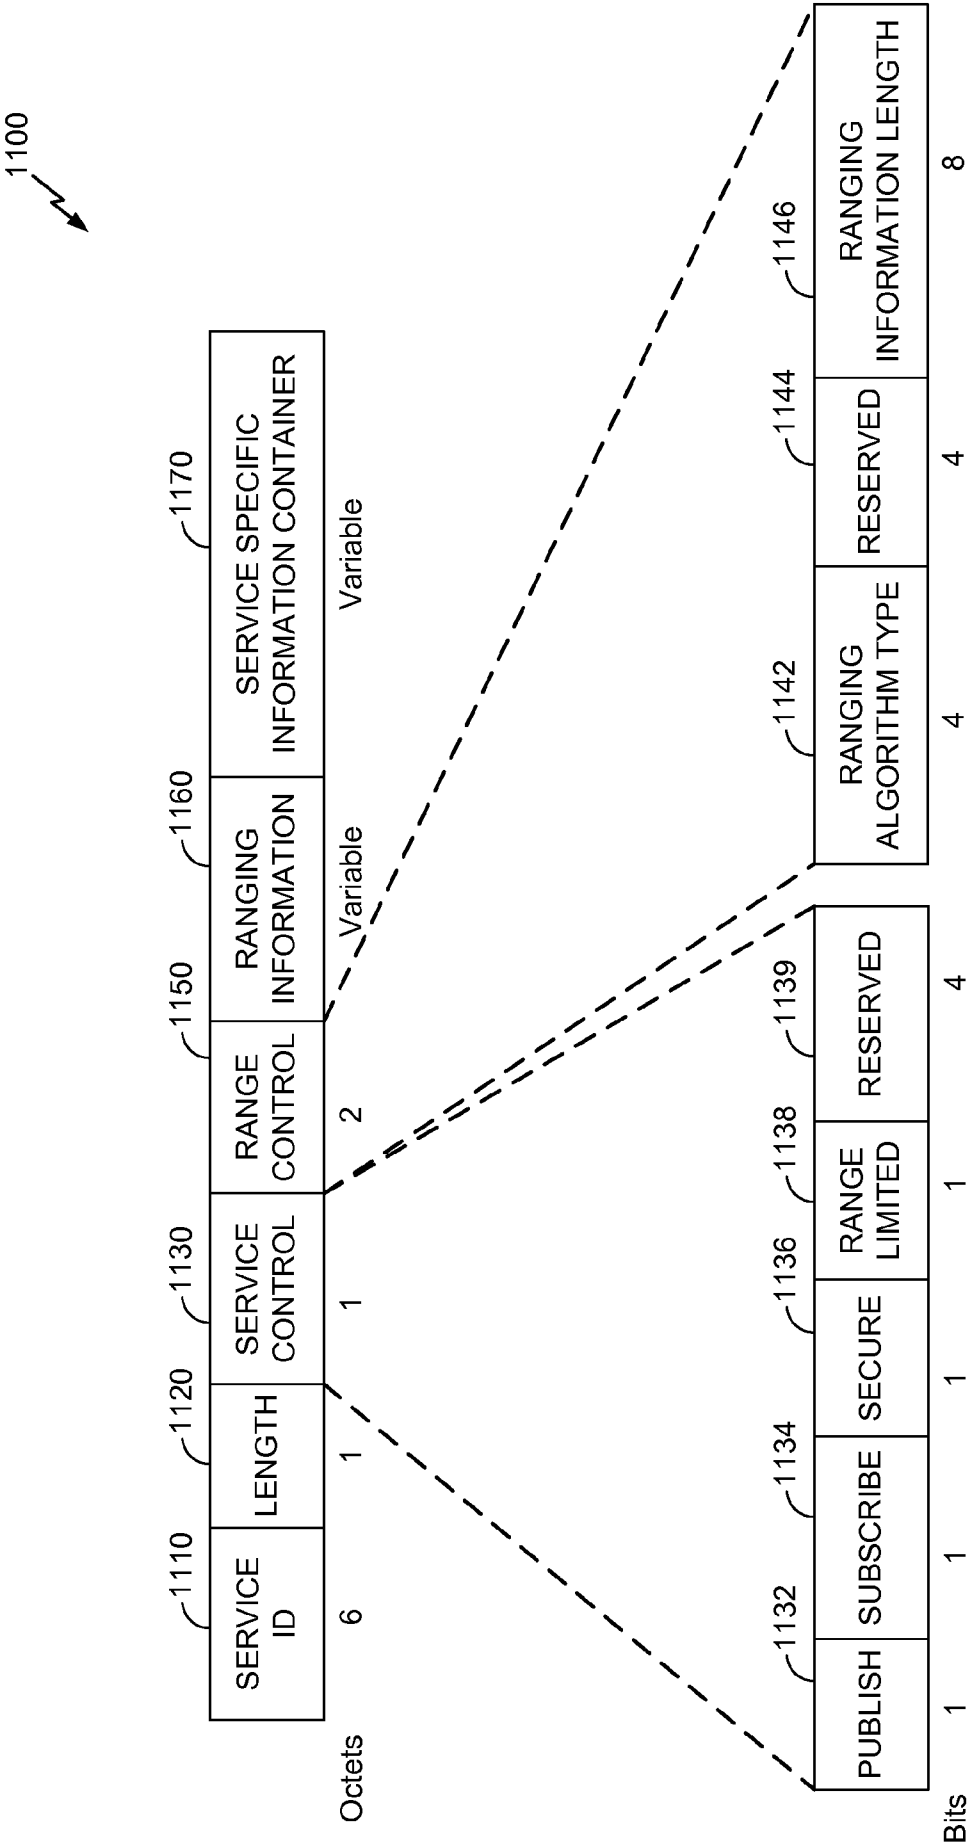 1100
1110
1120
1130
1150
1160
1170
SERVICE
ID
LENGTH
SERVICE
CONTROL
RANGE
CONTROL
RANGING
INFORMATION
SERVICE SPECIFIC
INFORMATION CONTAINER
Octets
6
1
1
2
Variable
Variable
1132
1134
1136
1138
1139
1142
1144
1146
PUBLISH
SUBSCRIBE
SECURE
RANGE
LIMITED
RESERVED
RANGING
ALGORITHM TYPE
RESERVED
RANGING
INFORMATION LENGTH
Bits
1
1
1
1
4
4
4
8